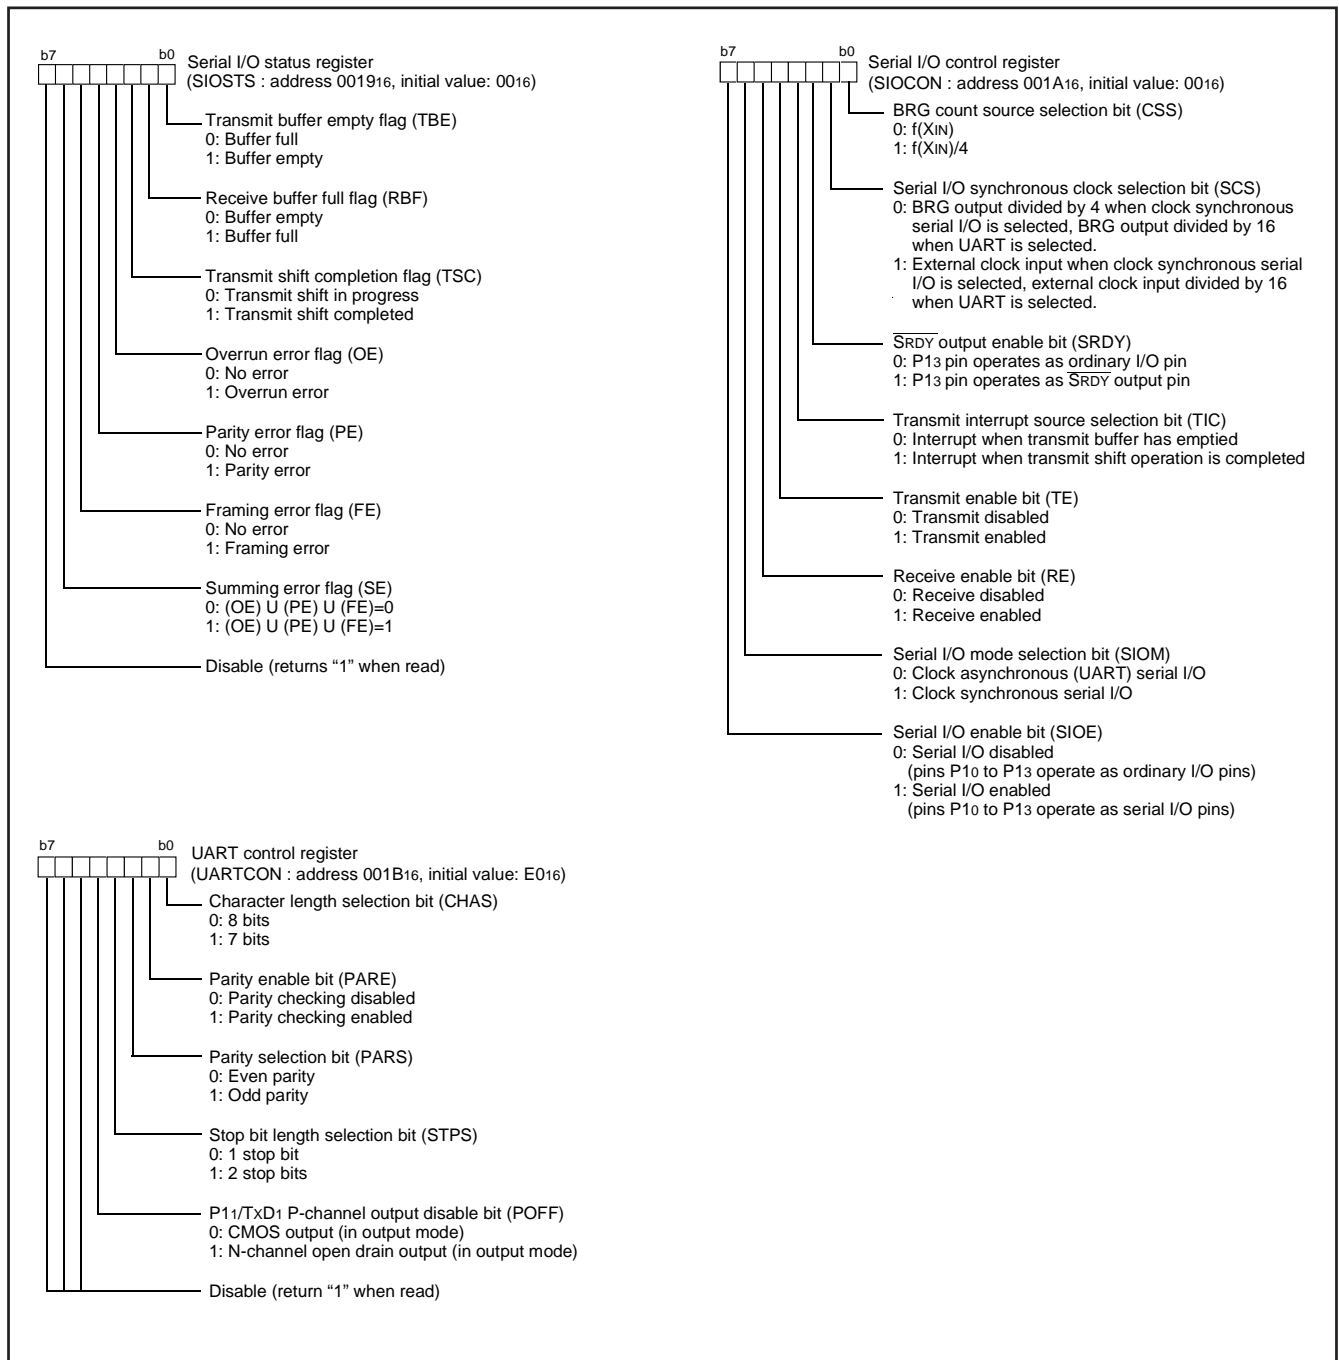 b7 b0
Serial I/O status register
(SIOSTS : address 001916, initial value: 0016)
Transmit buffer empty flag (TBE)
0: Buffer full
1: Buffer empty
Receive buffer full flag (RBF)
0: Buffer empty
1: Buffer full
Transmit shift completion flag (TSC)
0: Transmit shift in progress
1: Transmit shift completed
Overrun error flag (OE)
0: No error
1: Overrun error
Parity error flag (PE)
0: No error
1: Parity error
Framing error flag (FE)
0: No error
1: Framing error
Summing error flag (SE)
0: (OE) U (PE) U (FE)=0
1: (OE) U (PE) U (FE)=1
Disable (returns “1” when read)
b7 b0
Serial I/O control register
(SIOCON : address 001A16, initial value: 0016)
BRG count source selection bit (CSS)
0: f(XIN)
1: f(XIN)/4
Serial I/O synchronous clock selection bit (SCS)
0: BRG output divided by 4 when clock synchronous
serial I/O is selected, BRG output divided by 16
when UART is selected.
1: External clock input when clock synchronous serial
I/O is selected, external clock input divided by 16
when UART is selected.
SRDY output enable bit (SRDY)
0: P13 pin operates as ordinary I/O pin
1: P13 pin operates as SRDY output pin
Transmit interrupt source selection bit (TIC)
0: Interrupt when transmit buffer has emptied
1: Interrupt when transmit shift operation is completed
Transmit enable bit (TE)
0: Transmit disabled
1: Transmit enabled
Receive enable bit (RE)
0: Receive disabled
1: Receive enabled
Serial I/O mode selection bit (SIOM)
0: Clock asynchronous (UART) serial I/O
1: Clock synchronous serial I/O
Serial I/O enable bit (SIOE)
0: Serial I/O disabled
(pins P10 to P13 operate as ordinary I/O pins)
1: Serial I/O enabled
(pins P10 to P13 operate as serial I/O pins)
b7 b0
UART control register
(UARTCON : address 001B16, initial value: E016)
Character length selection bit (CHAS)
0: 8 bits
1: 7 bits
Parity enable bit (PARE)
0: Parity checking disabled
1: Parity checking enabled
Parity selection bit (PARS)
0: Even parity
1: Odd parity
Stop bit length selection bit (STPS)
0: 1 stop bit
1: 2 stop bits
P11/TXD1 P-channel output disable bit (POFF)
0: CMOS output (in output mode)
1: N-channel open drain output (in output mode)
Disable (return “1” when read)